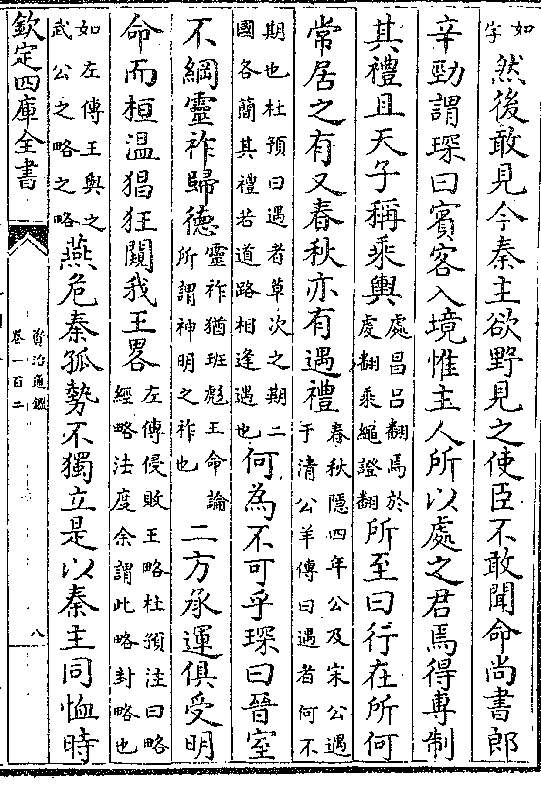 如字然後敢見今秦主欲野見之使臣不敢聞命尚書郎
辛勁謂琛曰賓客入境惟主人所以處之君焉得專制
其禮且天子稱乘輿處昌呂翻焉於虔翻乘繩證翻所至曰行在所何
常居之有又春秋亦有遇禮春秋隱四年公及宋公遇于清公羊傳曰遇者何不
期也杜預曰遇者草次之期二國各簡其禮若道路相逢遇也何為不可乎琛曰晉室
不綱靈祚歸德靈祚猶班彪王命論所謂神明之祚也二方承運俱受明
命而桓溫猖狂闚我王畧左傳侵敗王略杜預注曰略經略法度余謂此略封略也
如左傳王與之武公之略之略燕危秦孤勢不獨立是以秦主同恤時
欽定四庫全書
資治通鑑
卷一百二
八